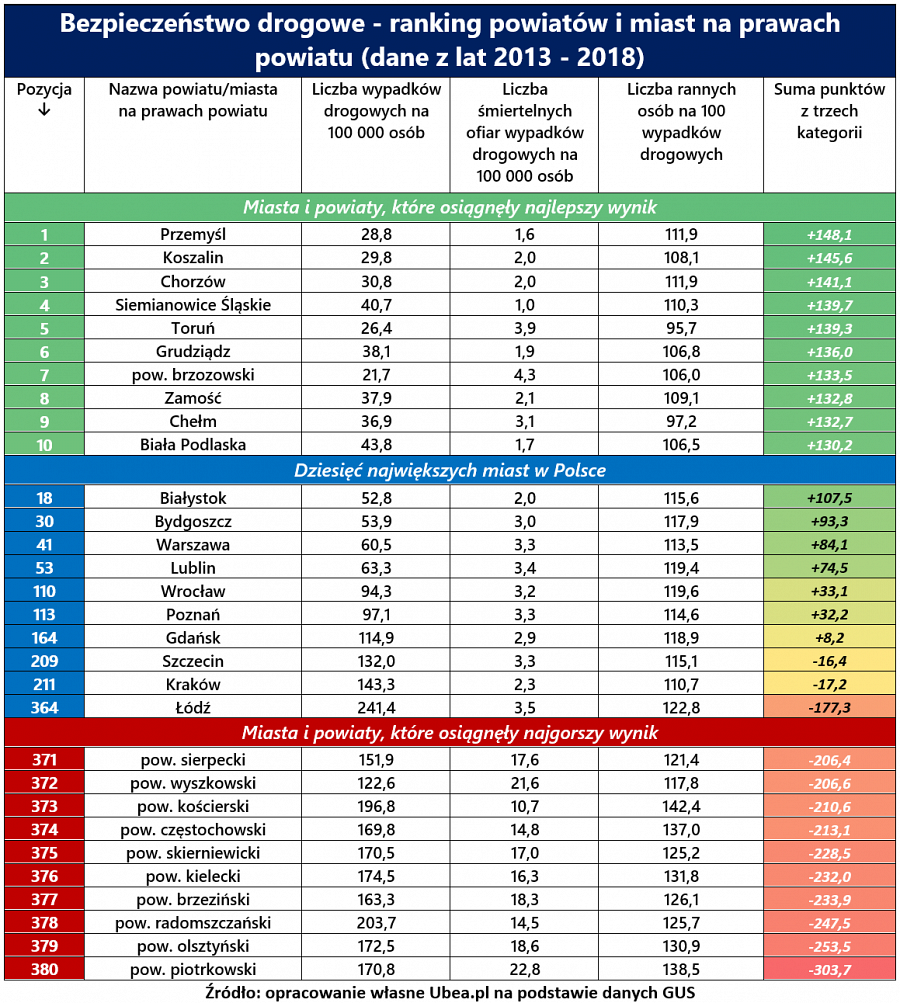 Bezpieczeństwo drogowe - ranking powiatów i miast na prawach
powiatu (dane z lat 2013 - 2018)
Pozycja ↓ Nazwa powiatu/miasta na prawach powiatu Liczba wypadków drogowych na 100 000 osób Liczba śmiertelnych ofiar wypadków drogowych na 100 000 osób Liczba rannych osób na 100 wypadków drogowych Suma punktów z trzech kategorii
Miasta i powiaty, które osiągnęły najlepszy wynik
1 Przemyśl 28,8 1,6 111,9 +148,1
2 Koszalin 29,8 2,0 108,1 +145,6
3 Chorzów 30,8 2,0 111,9 +141,1
4 Siemianowice Śląskie 40,7 1,0 110,3 +139,7
5 Toruń 26,4 3,9 95,7 +139,3
6 Grudziądz 38,1 1,9 106,8 +136,0
7 pow. brzozowski 21,7 4,3 106,0 +133,5
8 Zamość 37,9 2,1 109,1 +132,8
9 Chełm 36,9 3,1 97,2 +132,7
10 Biała Podlaska 43,8 1,7 106,5 +130,2
Dziesięć największych miast w Polsce
18 Białystok 52,8 2,0 115,6 +107,5
30 Bydgoszcz 53,9 3,0 117,9 +93,3
41 Warszawa 60,5 3,3 113,5 +84,1
53 Lublin 63,3 3,4 119,4 +74,5
110 Wrocław 94,3 3,2 119,6 +33,1
113 Poznań 97,1 3,3 114,6 +32,2
164 Gdańsk 114,9 2,9 118,9 +8,2
209 Szczecin 132,0 3,3 115,1 -16,4
211 Kraków 143,3 2,3 110,7 -17,2
364 Łódź 241,4 3,5 122,8 -177,3
Miasta i powiaty, które osiągnęły najgorszy wynik
371 pow. sierpecki 151,9 17,6 121,4 -206,4
372 pow. wyszkowski 122,6 21,6 117,8 -206,6
373 pow. kościerski 196,8 10,7 142,4 -210,6
374 pow. częstochowski 169,8 14,8 137,0 -213,1
375 pow. skierniewicki 170,5 17,0 125,2 -228,5
376 pow. kielecki 174,5 16,3 131,8 -232,0
377 pow. brzeziński 163,3 18,3 126,1 -233,9
378 pow. radomszczański 203,7 14,5 125,7 -247,5
379 pow. olsztyński 172,5 18,6 130,9 -253,5
380 pow. piotrkowski 170,8 22,8 138,5 -303,7
Źródło: opracowanie własne Ubea.pl na podstawie danych GUS